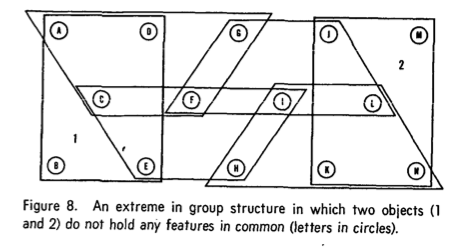 A D G J M
2
C F I L
1
B E H K N
Figure 8. An extreme in group structure in which two objects (1
and 2) do not hold any features in common (letters in circles).